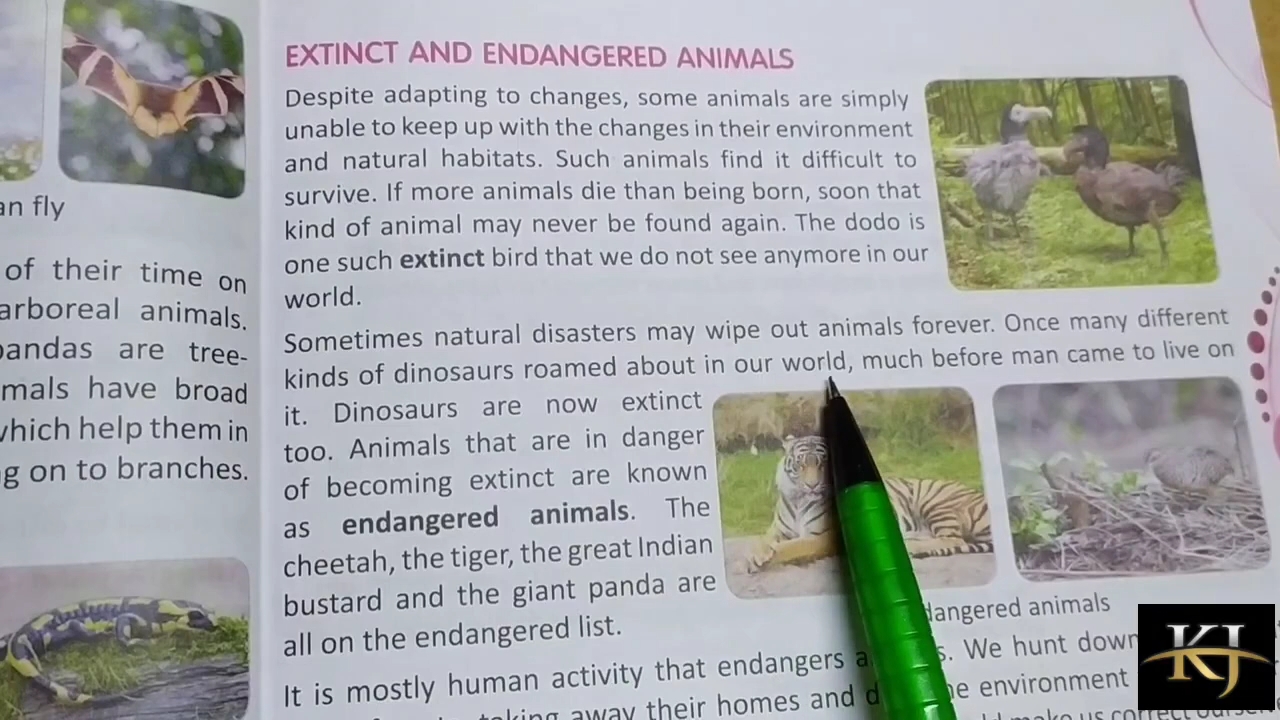 an fly
of their time on
arboreal animals.
pandas are tree-
mals have broad
which help them in
g on to branches.
EXTINCT AND ENDANGERED ANIMALS
Despite adapting to changes, some animals are simply
unable to keep up with the changes in their environment
and natural habitats. Such animals find it difficult to
survive. If more animals die than being born, soon that
kind of animal may never be found again. The dodo is
one such extinct bird that we do not see anymore in our
world.
Sometimes natural disasters may wipe out animals forever. Once many different
kinds of dinosaurs roamed about in our world, much before man came to live on
it. Dinosaurs are now extinct
too. Animals that are in danger
of becoming extinct are known
as endangered animals. The
cheetah, the tiger, the great Indian
bustard and the giant panda are
all on the endangered list.
dangered animals
It is mostly human activity that endangers a s. We hunt down
taking away their homes and d e environment
make us correct
KJ